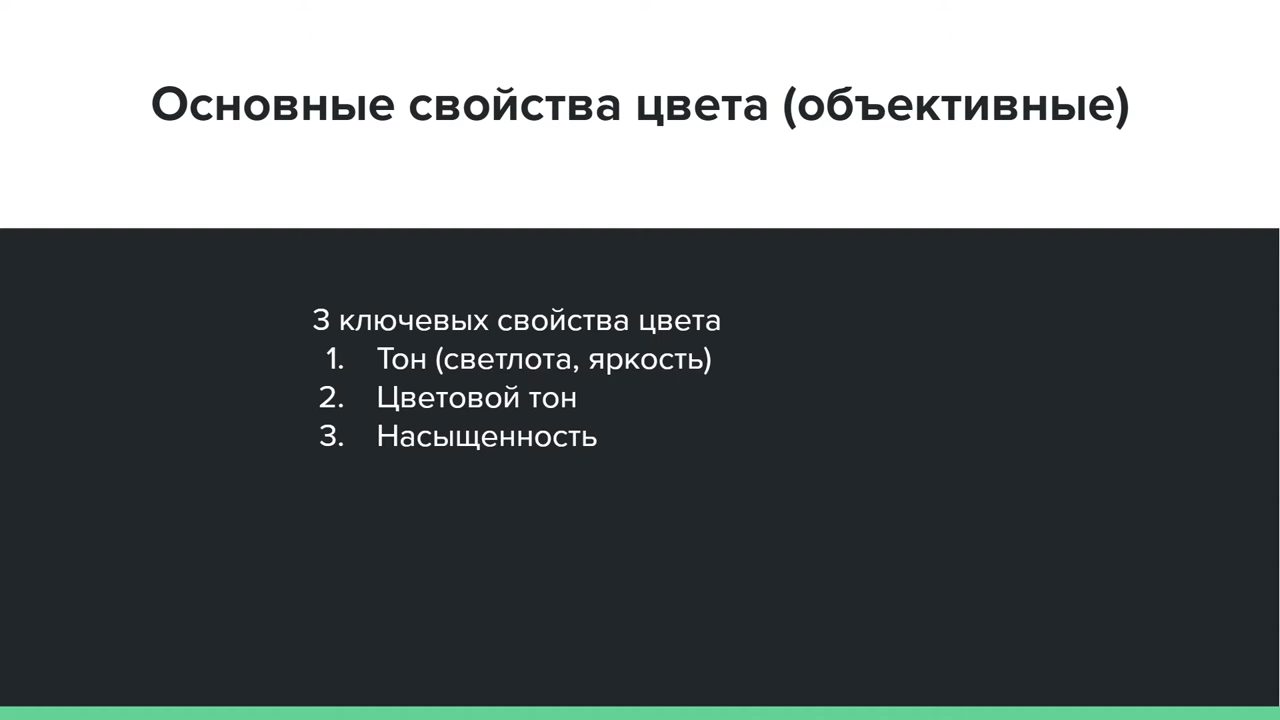 Основные свойства цвета (объективные)
3 ключевых свойства цвета
1. Тон (светлота, яркость)
2. Цветовой тон
3. Насыщенность